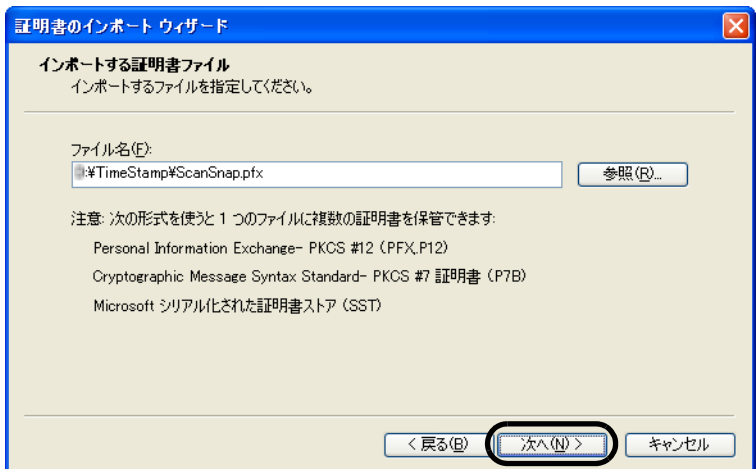 証明書のインポート ウィザード
インポートする証明書ファイル
インポートするファイルを指定してください。
ファイル名(F):
:¥TimeStamp¥ScanSnap.pfx
参照(R)...
注意: 次の形式を使うと 1 つのファイルに複数の証明書を保管できます:
Personal Information Exchange- PKCS #12 (PFX,P12)
Cryptographic Message Syntax Standard- PKCS #7 証明書 (P7B)
Microsoft シリアル化された証明書ストア (SST)
< 戻る(B)
次へ(N) >
キャンセル